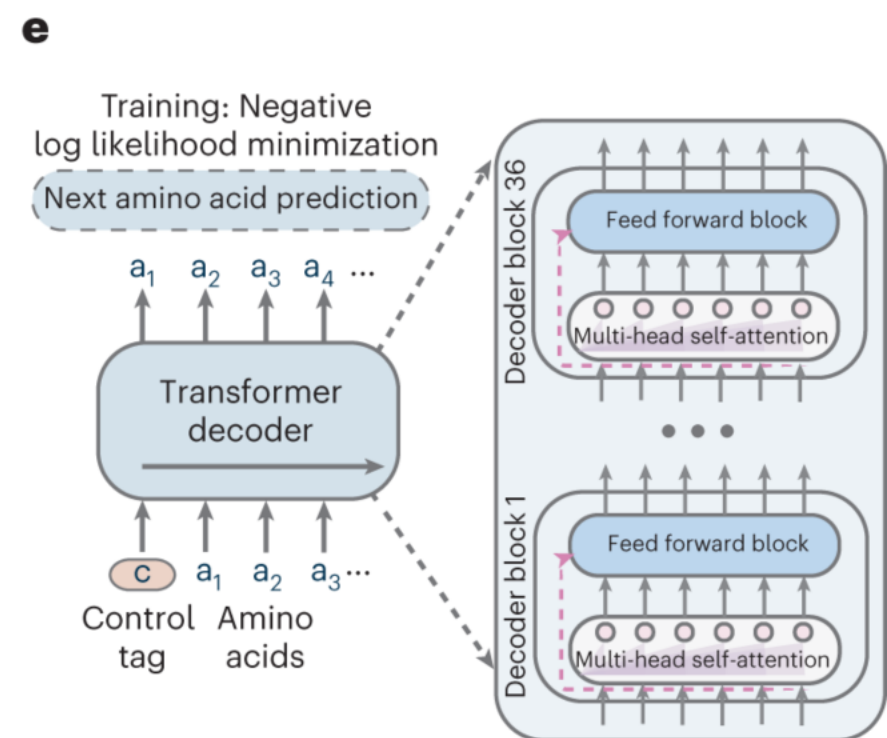 e
Training: Negative
log likelihood minimization
Next amino acid prediction
a1 a2 a3 a4 ...
Transformer
decoder
c a1 a2 a3 ...
Control Amino
tag acids
Decoder block 36
Feed forward block
Multi-head self-attention
Decoder block 1
Feed forward block
Multi-head self-attention